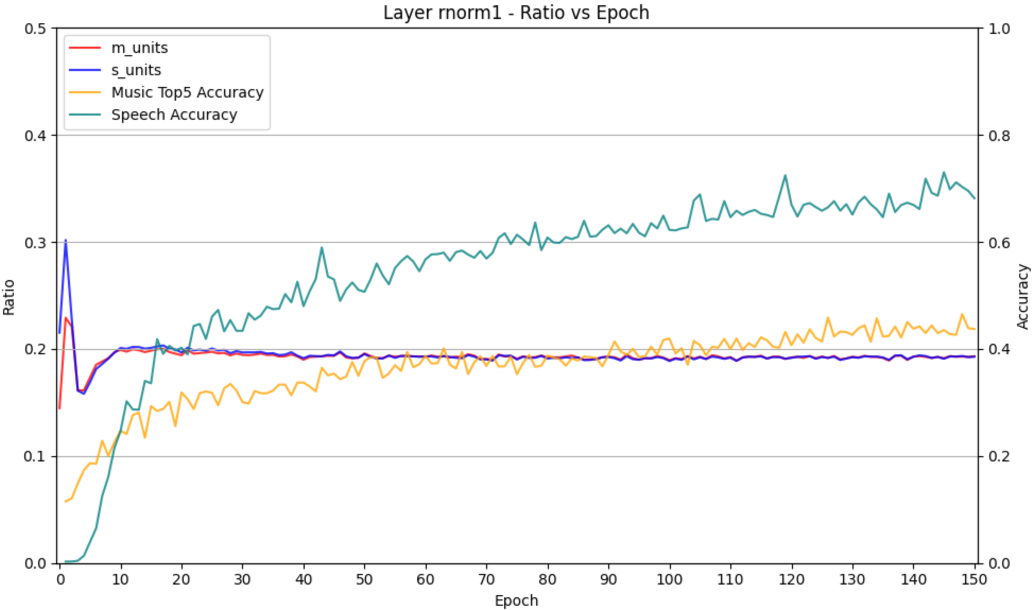 Layer rnorm1 - Ratio vs Epoch
m_units
s_units
Music Top5 Accuracy
Speech Accuracy
Ratio
0.5
0.4
0.3
0.2
0.1
0.0
Accuracy
1.0
0.8
0.6
0.4
0.2
0.0
0 10 20 30 40 50 60 70 80 90 100 110 120 130 140 150
Epoch